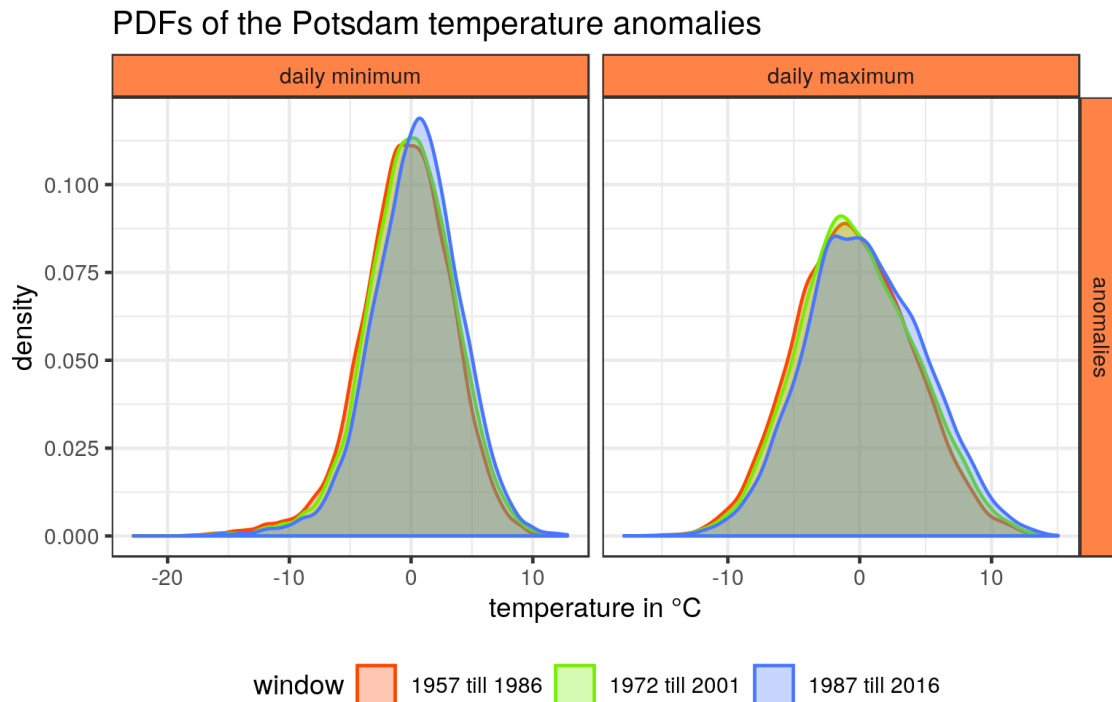 PDFs of the Potsdam temperature anomalies
daily minimum
daily maximum
anomalies
density
0.100
0.075
0.050
0.025
0.000
-20
-10
0
10
-10
0
10
temperature in °C
window
1957 till 1986
1972 till 2001
1987 till 2016